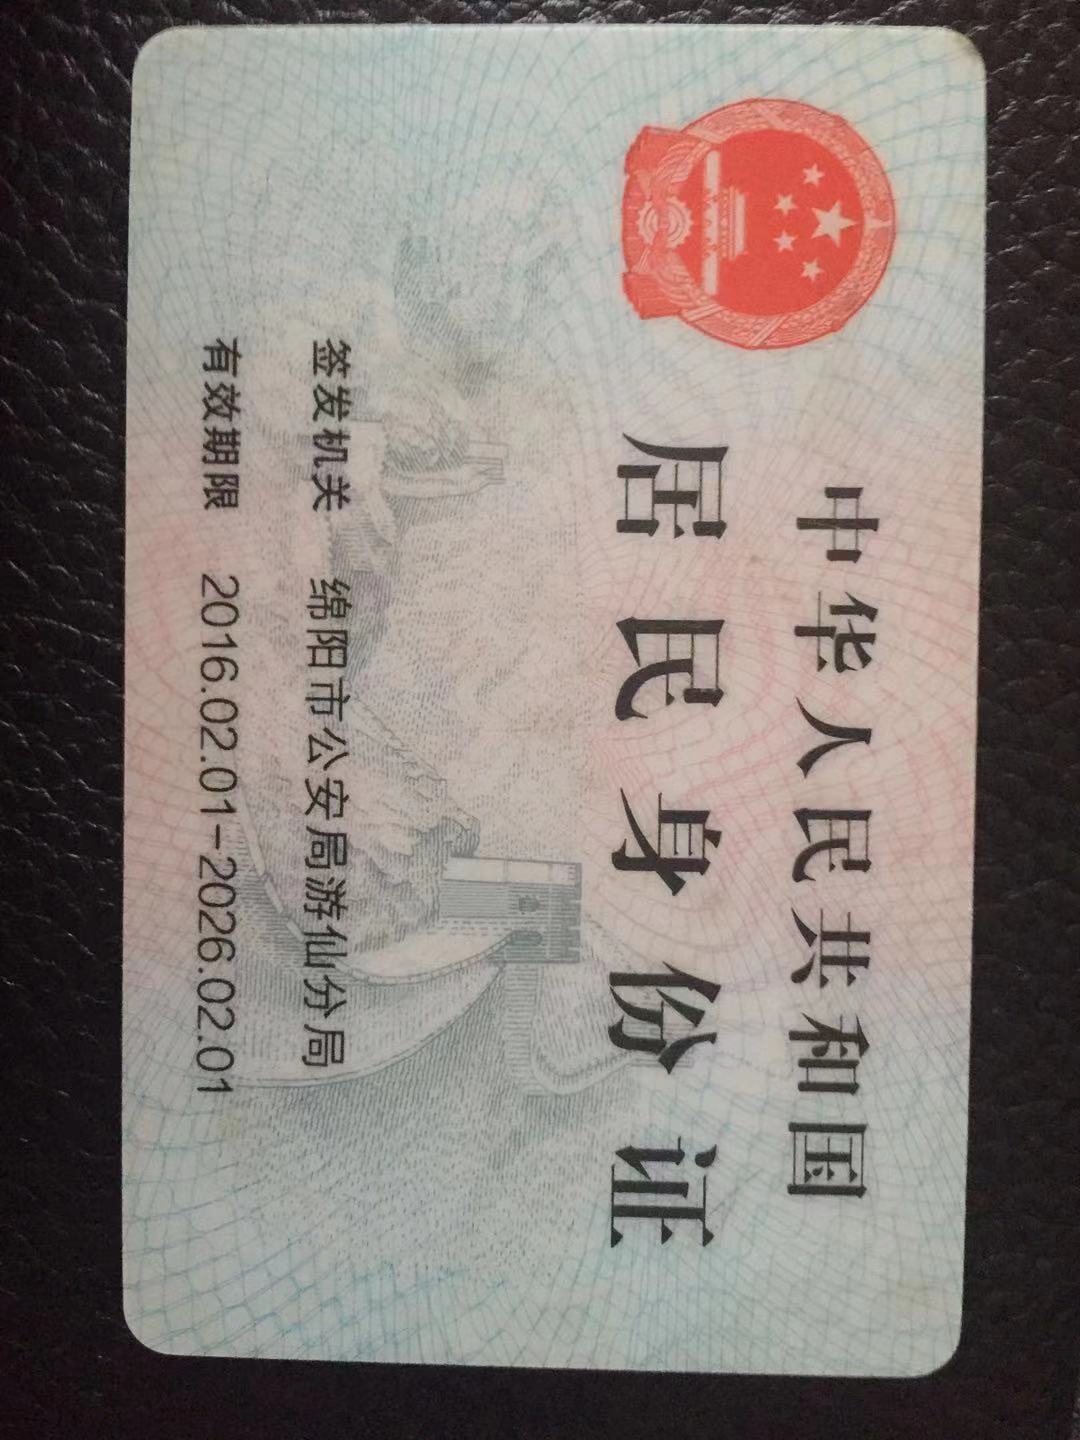 中华人民共和国
居民身份证
签发机关 绵阳市公安局游仙分局
有效期限 2016.02.01-2026.02.01